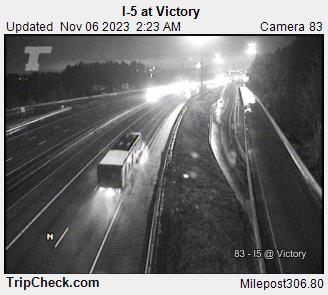 I-5 at Victory
Updated Nov 06 2023 2:23 AM Camera 83
T
N
83 - I5 @ Victory
TripCheck.com Milepost306.80